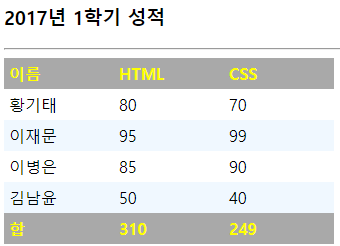 2017년 1학기 성적
이름 HTML CSS
황기태 80 70
이재문 95 99
이병은 85 90
김남윤 50 40
합 310 249